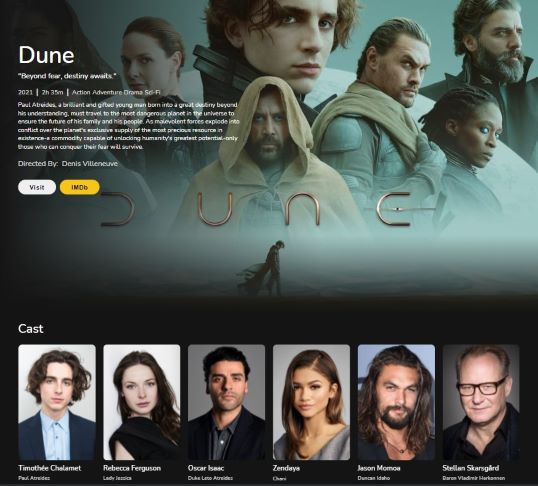 Dune
"Beyond fear, destiny awaits."
2021 | 2h 35m | Action Adventure Drama Sci-Fi
Paul Atreides, a brilliant and gifted young man born into a great destiny beyond
his understanding, must travel to the most dangerous planet in the universe to
ensure the future of his family and his people. As malevolent forces explode into
conflict over the planet's exclusive supply of the most precious resource in
existence-a commodity capable of unlocking humanity's greatest potential-only
those who can conquer their fear will survive.
Directed By: Denis Villeneuve
Visit IMDb
DUNE
Cast
Timothée Chalamet Rebecca Ferguson Oscar Isaac Zendaya Jason Momoa Stellan Skarsgård
Paul Atreides Lady Jessica Duke Leto Atreides Chani Duncan Idaho Baron Vladimir Harkonnen